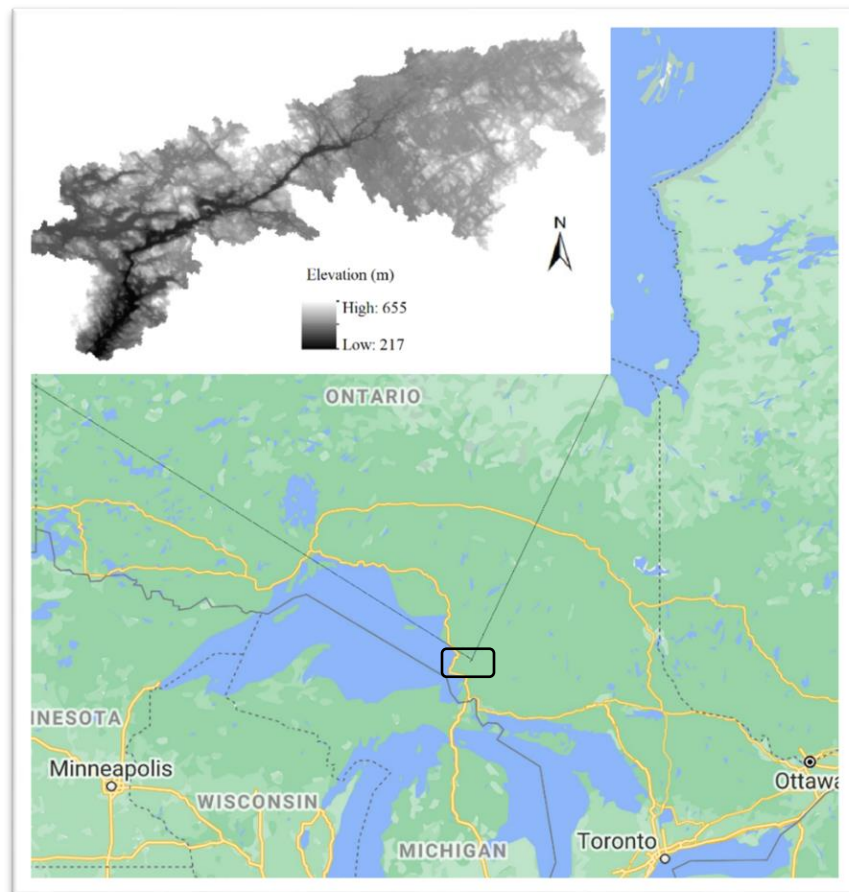 N
Elevation (m)
High: 655
Low: 217
ONTARIO
INESOTA
Minneapolis
WISCONSIN
MICHIGAN
Toronto
Ottawa